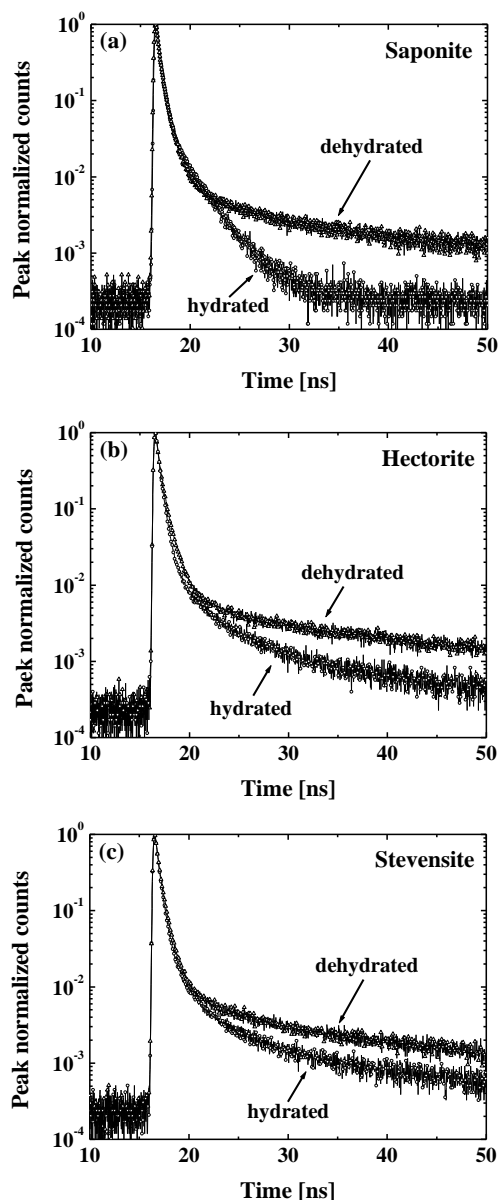 (a)
Saponite
Peak normalized counts
10^0
10^-1
10^-2
10^-3
10^-4
dehydrated
hydrated
10 20 30 40 50
Time [ns]
(b)
Hectorite
Paek normalized counts
10^0
10^-1
10^-2
10^-3
10^-4
dehydrated
hydrated
10 20 30 40 50
Time [ns]
(c)
Stevensite
Peak normalized counts
10^0
10^-1
10^-2
10^-3
10^-4
dehydrated
hydrated
10 20 30 40 50
Time [ns]